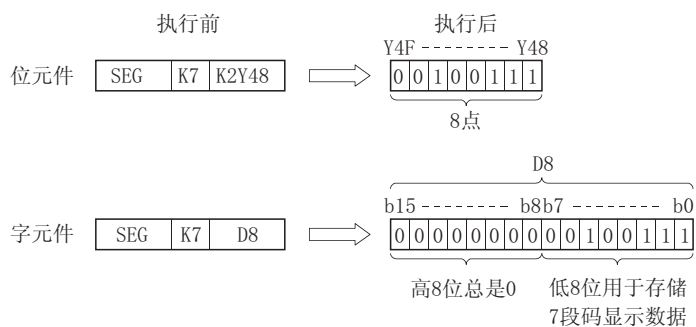 执行前 执行后
Y4F Y48
位元件 SEG K7 K2Y48 0 0 1 0 0 1 1 1
8点
D8
b15 b8b7 b0
字元件 SEG K7 D8 0 0 0 0 0 0 0 0 0 0 1 0 0 1 1 1
高8位总是0 低8位用于存储
7段码显示数据